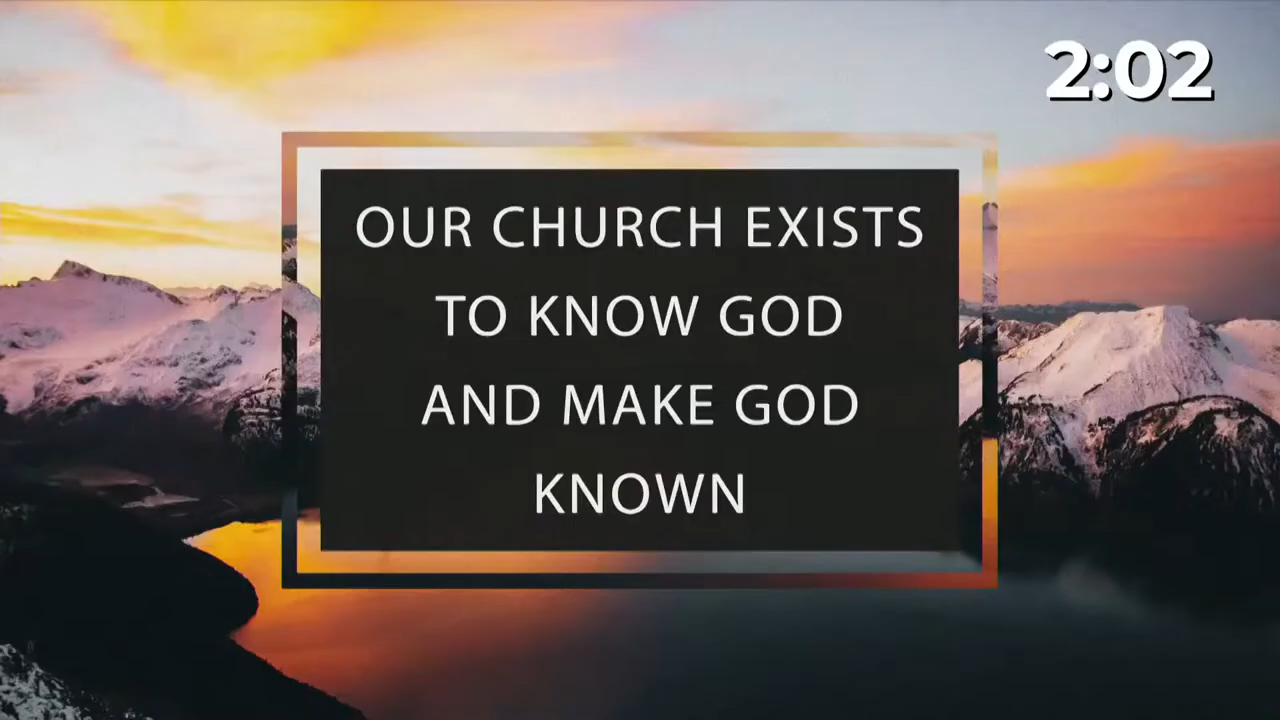 2:02
OUR CHURCH EXISTS
TO KNOW GOD
AND MAKE GOD
KNOWN